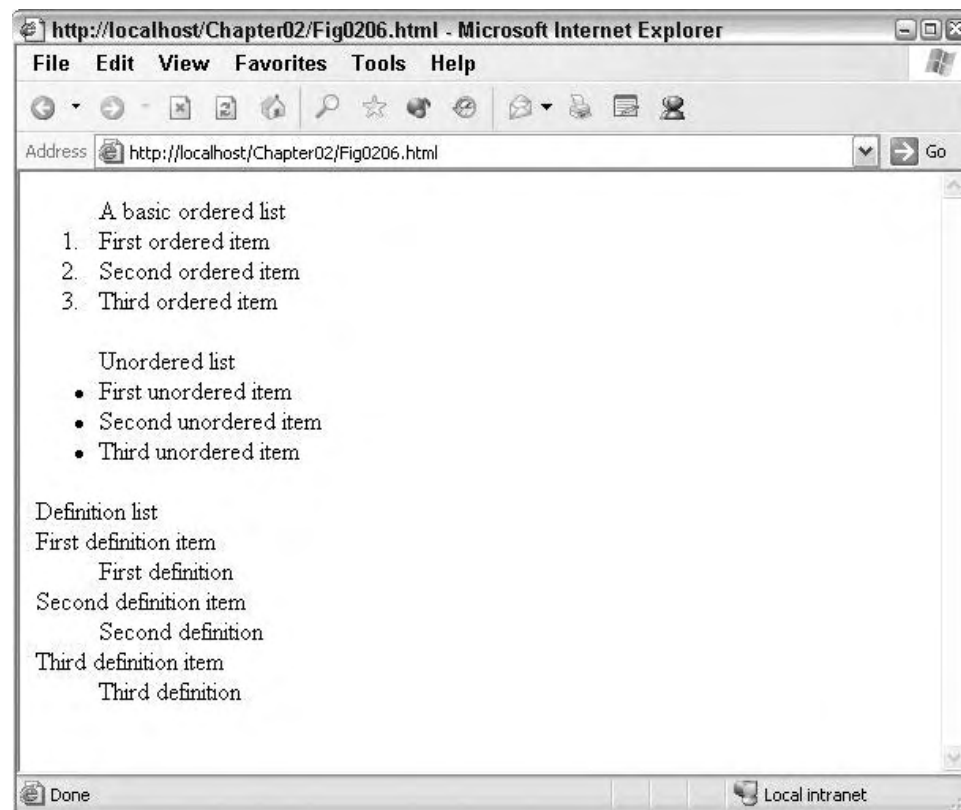 http://localhost/Chapter02/Fig0206.html - Microsoft Internet Explorer
File Edit View Favorites Tools Help
Address http://localhost/Chapter02/Fig0206.html Go
A basic ordered list
1. First ordered item
2. Second ordered item
3. Third ordered item
Unordered list
• First unordered item
• Second unordered item
• Third unordered item
Definition list
First definition item
First definition
Second definition item
Second definition
Third definition item
Third definition
Done Local intranet